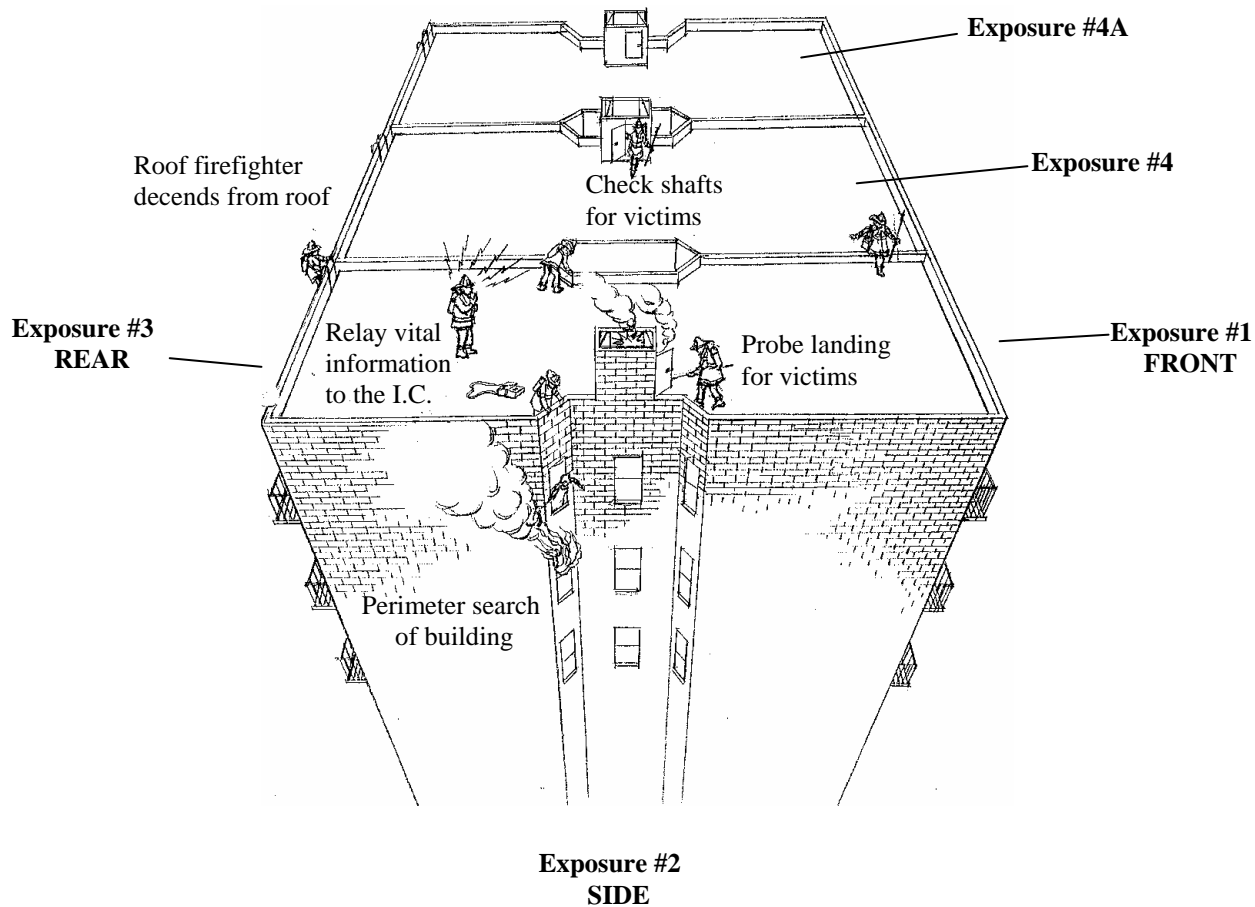 Exposure #4A
Roof firefighter
decends from roof
Exposure #4
Check shafts
for victims
Exposure #3
REAR
Relay vital
information
to the I.C.
Probe landing
for victims
Exposure #1
FRONT
Perimeter search
of building
Exposure #2
SIDE